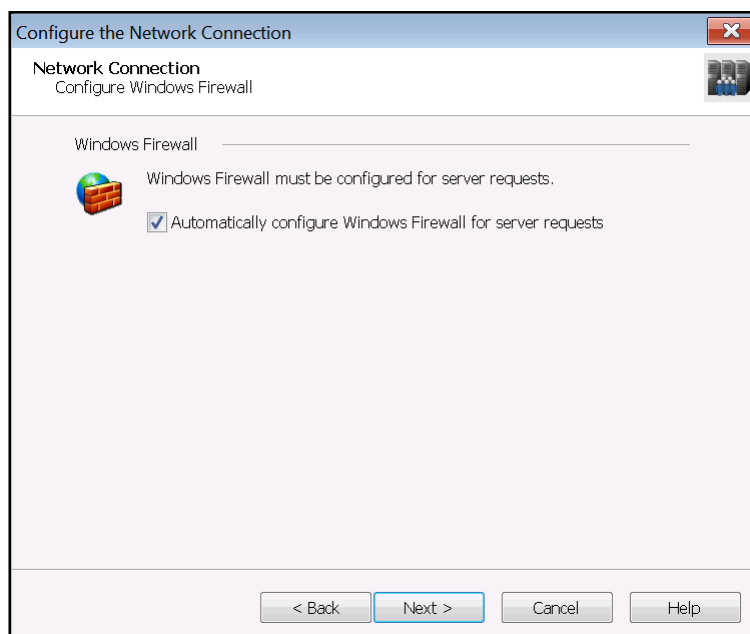 Configure the Network Connection
Network Connection
Configure Windows Firewall
Windows Firewall
Windows Firewall must be configured for server requests.
Automatically configure Windows Firewall for server requests
< Back
Next >
Cancel
Help